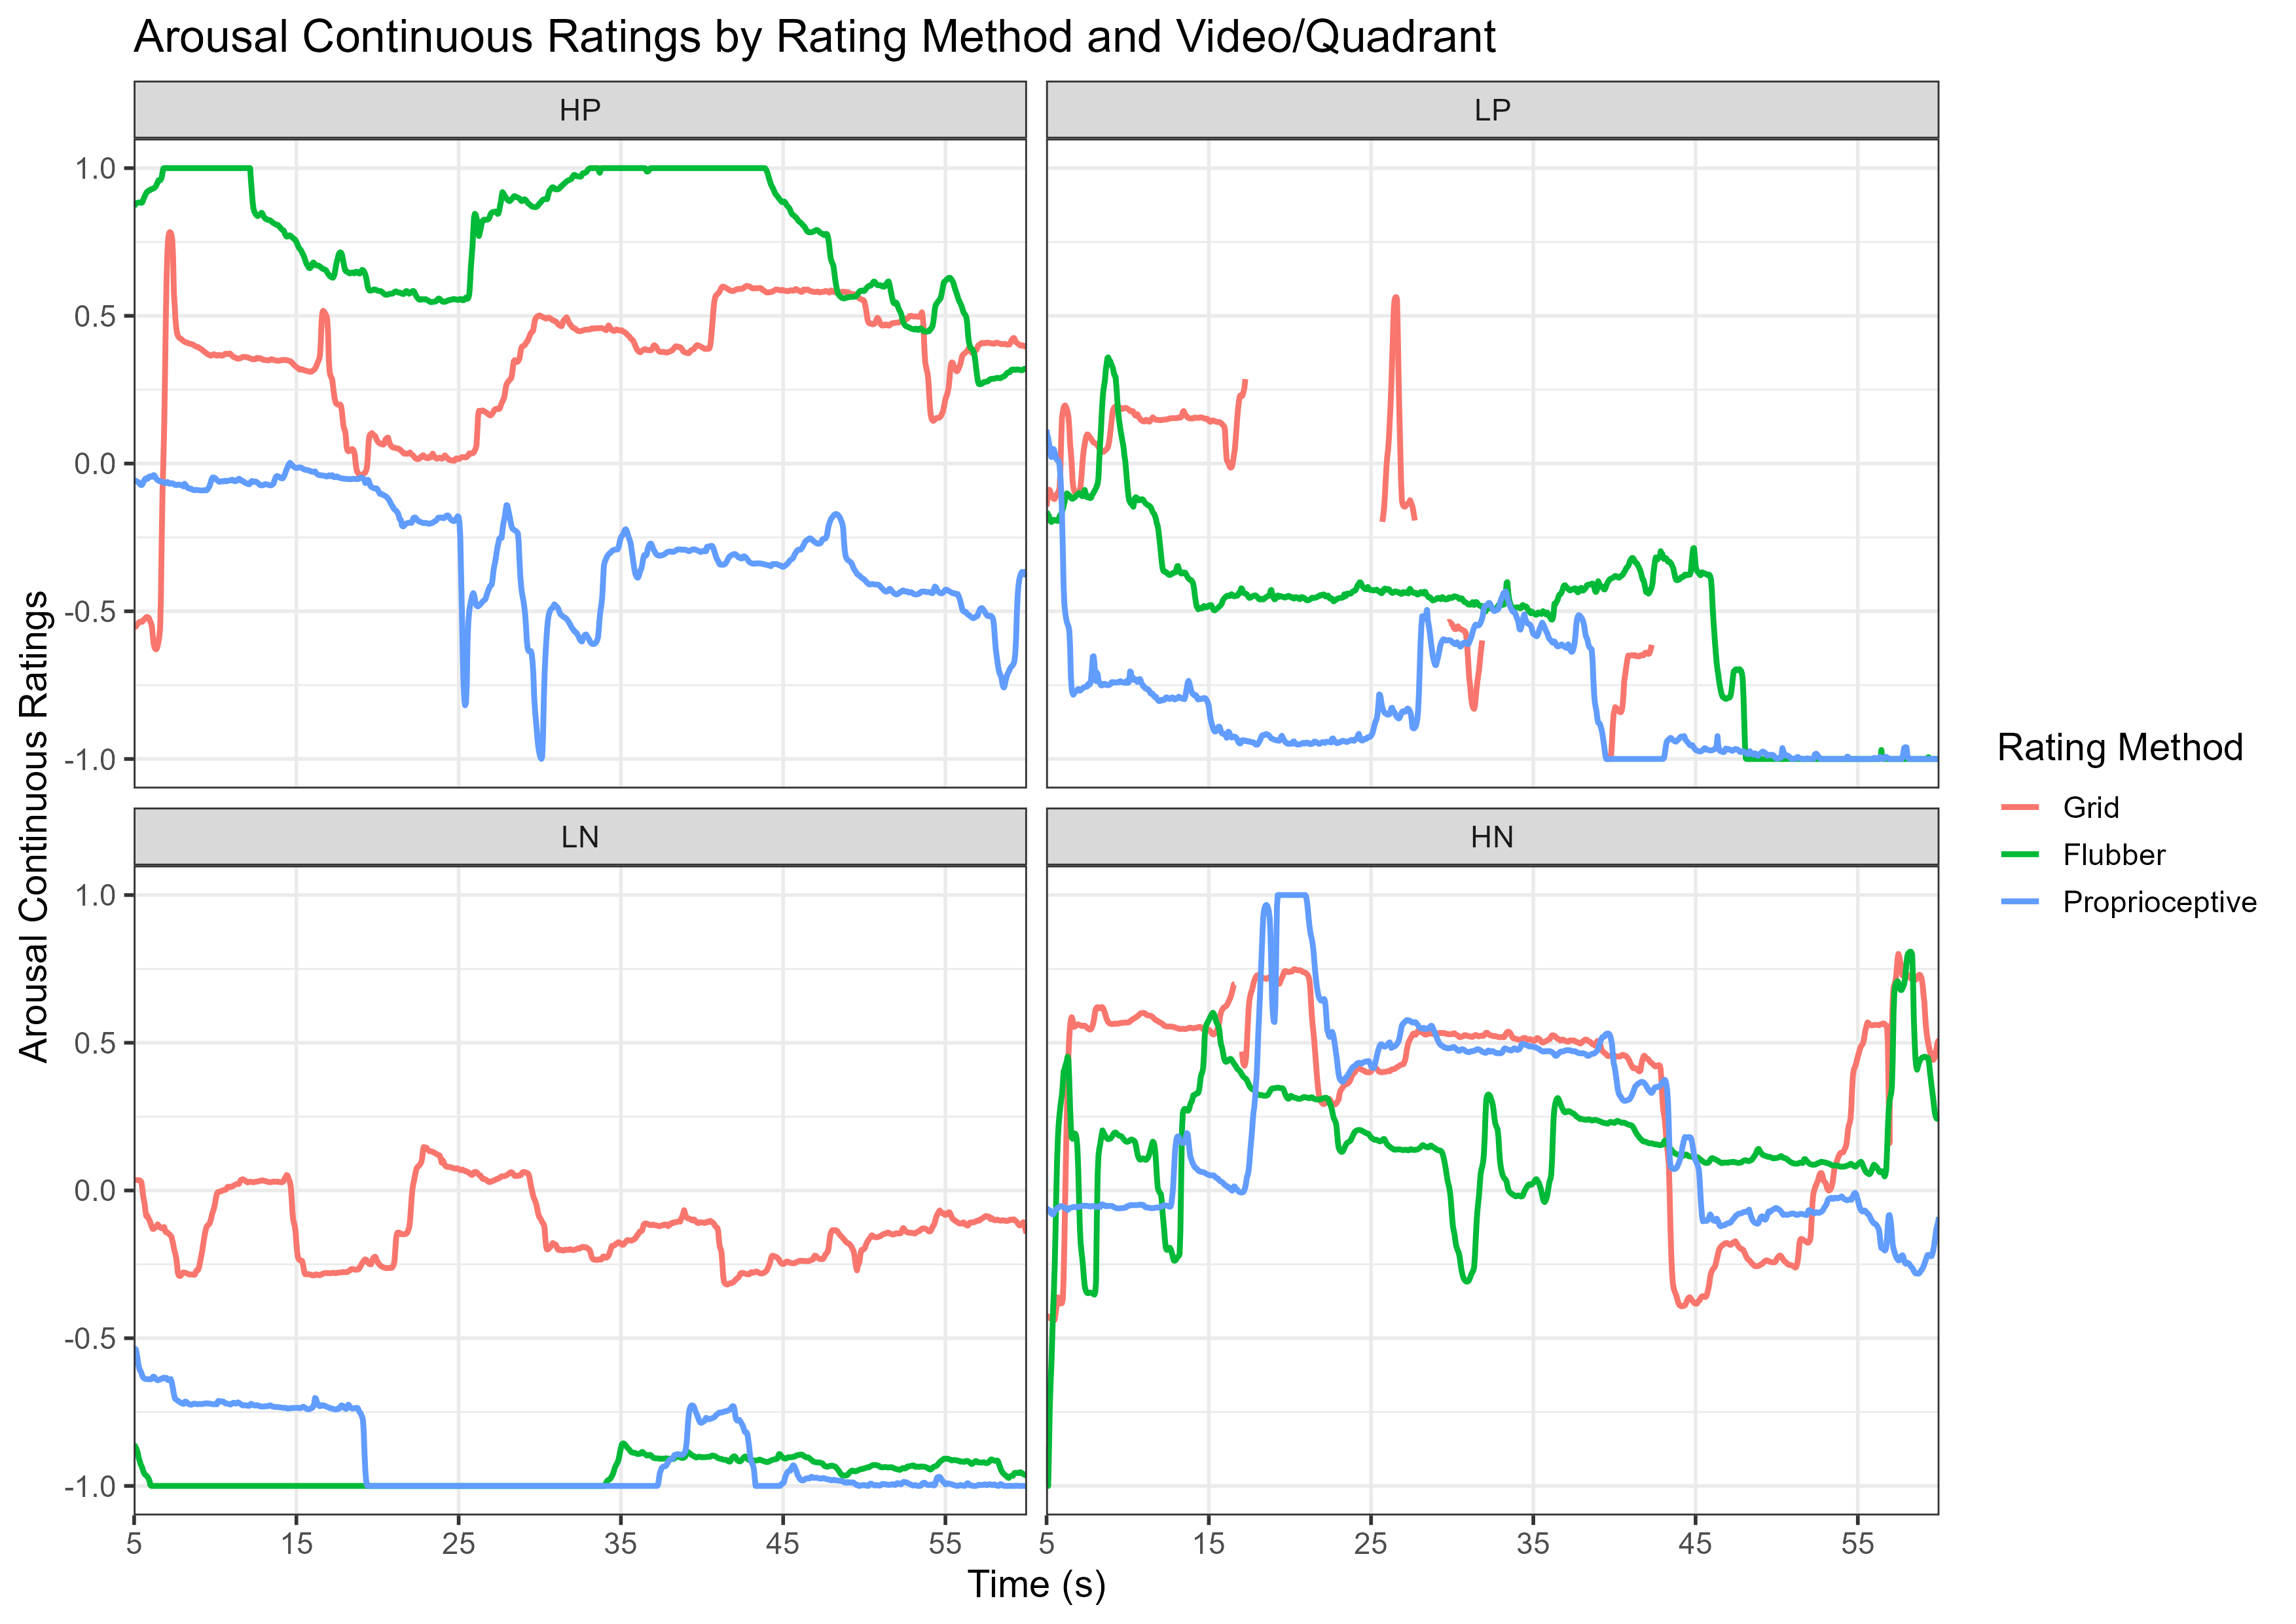 Arousal Continuous Ratings by Rating Method and Video/Quadrant
HP
LP
1.0
0.5
0.0
-0.5
-1.0
LN
HN
1.0
0.5
0.0
-0.5
-1.0
5 15 25 35 45 55
5 15 25 35 45 55
Time (s)
Arousal Continuous Ratings
Rating Method
Grid
Flubber
Proprioceptive